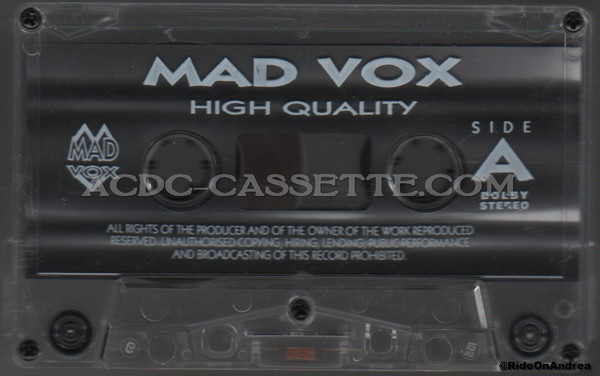 MAD VOX
HIGH QUALITY
SIDE
A
DOLBY
STEREO
MAD
VOX
ACDC-CASSETTE.COM
ALL RIGHTS OF THE PRODUCER AND OF THE OWNER OF THE WORK REPRODUCED
RESERVED. UNAUTHORISED COPYING, HIRING, LENDING, PUBLIC PERFORMANCE
AND BROADCASTING OF THIS RECORD PROHIBITED.
@RideOnAndrea